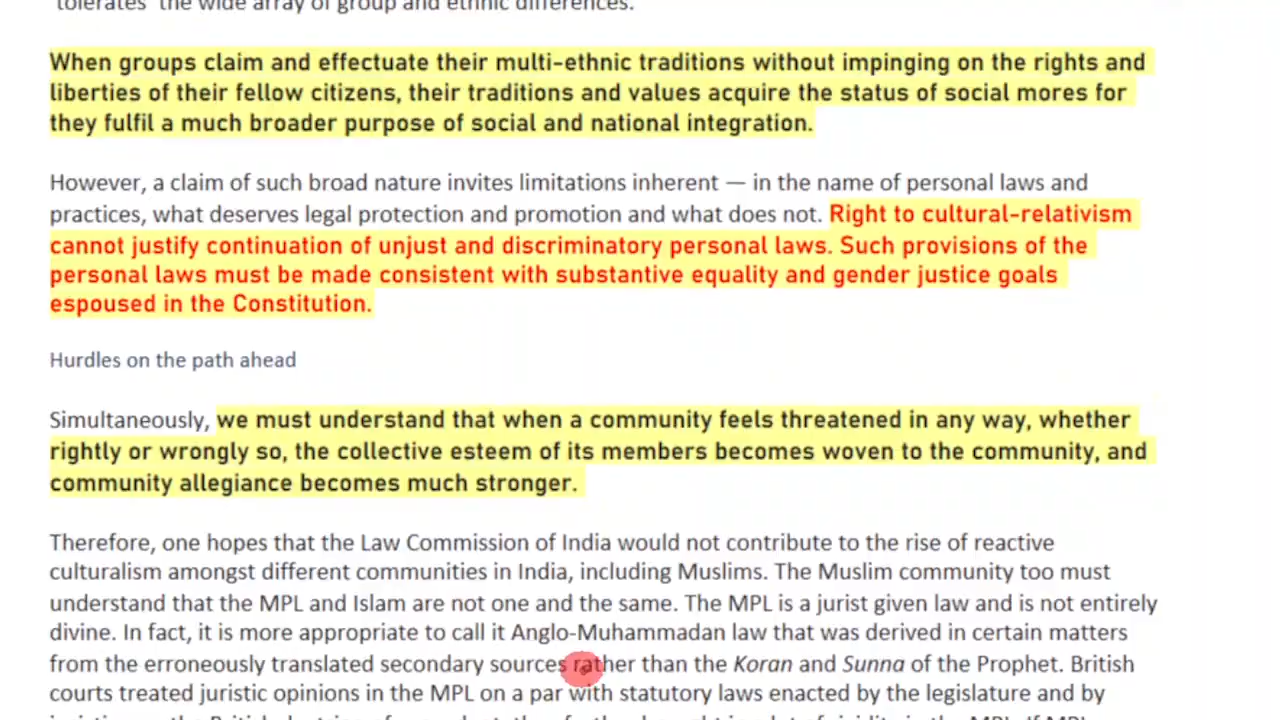 'tolerates' the wide array of group and ethnic differences.
When groups claim and effectuate their multi-ethnic traditions without impinging on the rights and
liberties of their fellow citizens, their traditions and values acquire the status of social mores for
they fulfil a much broader purpose of social and national integration.
However, a claim of such broad nature invites limitations inherent — in the name of personal laws and
practices, what deserves legal protection and promotion and what does not. Right to cultural-relativism
cannot justify continuation of unjust and discriminatory personal laws. Such provisions of the
personal laws must be made consistent with substantive equality and gender justice goals
espoused in the Constitution.
Hurdles on the path ahead
Simultaneously, we must understand that when a community feels threatened in any way, whether
rightly or wrongly so, the collective esteem of its members becomes woven to the community, and
community allegiance becomes much stronger.
Therefore, one hopes that the Law Commission of India would not contribute to the rise of reactive
culturalism amongst different communities in India, including Muslims. The Muslim community too must
understand that the MPL and Islam are not one and the same. The MPL is a jurist given law and is not entirely
divine. In fact, it is more appropriate to call it Anglo-Muhammadan law that was derived in certain matters
from the erroneously translated secondary sources rather than the Koran and Sunna of the Prophet. British
courts treated juristic opinions in the MPL on a par with statutory laws enacted by the legislature and by